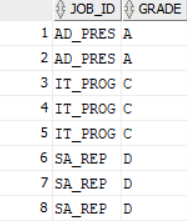 JOB_ID GRADE
1 AD_PRES A
2 AD_PRES A
3 IT_PROG C
4 IT_PROG C
5 IT_PROG C
6 SA_REP D
7 SA_REP D
8 SA_REP D